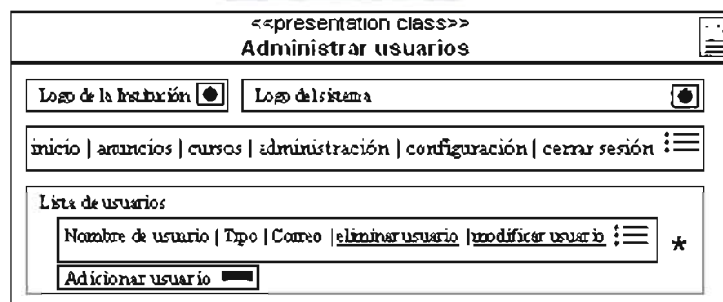 <<presentation class>>
Administrar usuarios
Logo de la Institución
Logo del sistema
inicio | anuncios | cursos | administración | configuración | cerrar sesión
Lista de usuarios
Nombre de usuario | Tipo | Correo | eliminar usuario | modificar usuario
*
Adicionar usuario